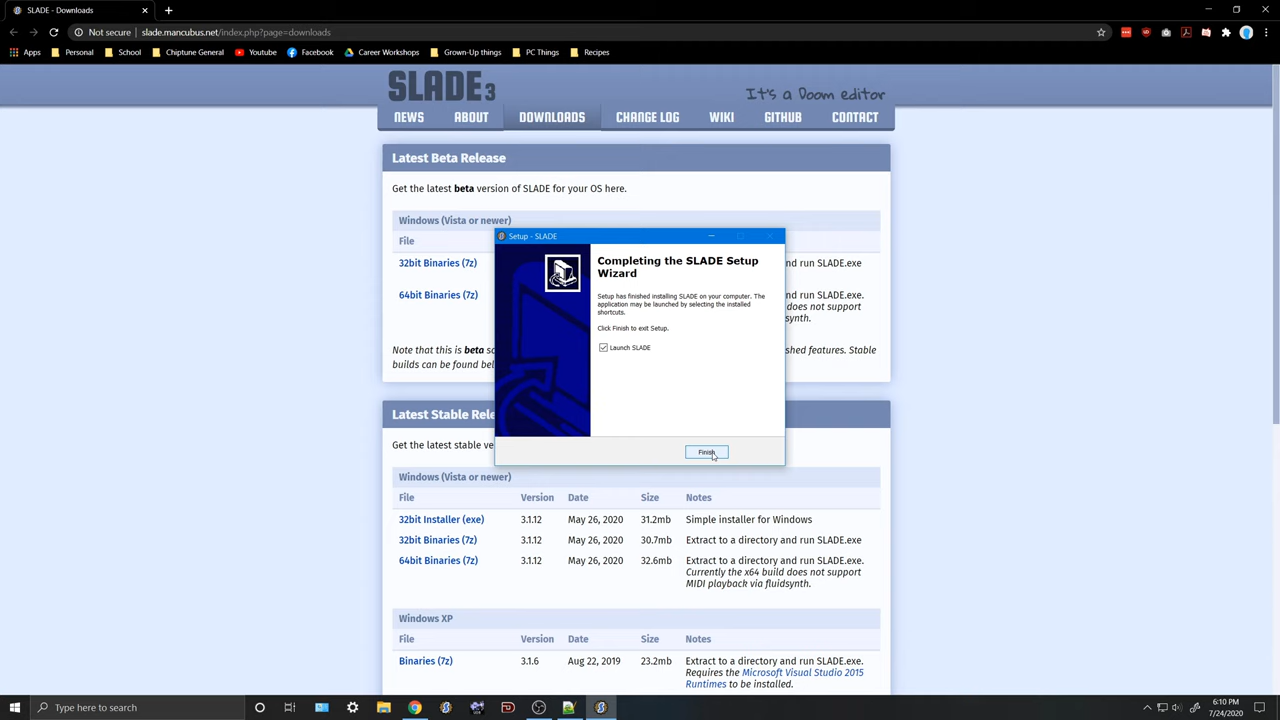 SLADE - Downloads
Not secure | slade.mancubus.net/index.php?page=downloads
Apps Personal School Chiptune General Youtube Facebook Career Workshops Grown-Up things PC Things Recipes
SLADE3
It's a Doom editor
NEWS ABOUT DOWNLOADS CHANGE LOG WIKI GITHUB CONTACT
Latest Beta Release
Get the latest beta version of SLADE for your OS here.
Windows (Vista or newer)
File
32bit Binaries (7z)
nd run SLADE.exe
64bit Binaries (7z)
nd run SLADE.exe.
does not support
synth.
Note that this is beta so
shed features. Stable
builds can be found bel
Setup - SLADE
Completing the SLADE Setup
Wizard
Setup has finished installing SLADE on your computer. The
application may be launched by selecting the installed
shortcuts.
Click Finish to exit Setup.
Launch SLADE
Finish
Latest Stable Rele
Get the latest stable ve
Windows (Vista or newer)
File Version Date Size Notes
32bit Installer (exe) 3.1.12 May 26, 2020 31.2mb Simple installer for Windows
32bit Binaries (7z) 3.1.12 May 26, 2020 30.7mb Extract to a directory and run SLADE.exe
64bit Binaries (7z) 3.1.12 May 26, 2020 32.6mb Extract to a directory and run SLADE.exe.
Currently the x64 build does not support
MIDI playback via fluidsynth.
Windows XP
File Version Date Size Notes
Binaries (7z) 3.1.6 Aug 22, 2019 23.2mb Extract to a directory and run SLADE.exe.
Requires the Microsoft Visual Studio 2015
Runtimes to be installed.
Type here to search
6:10 PM
7/24/2020